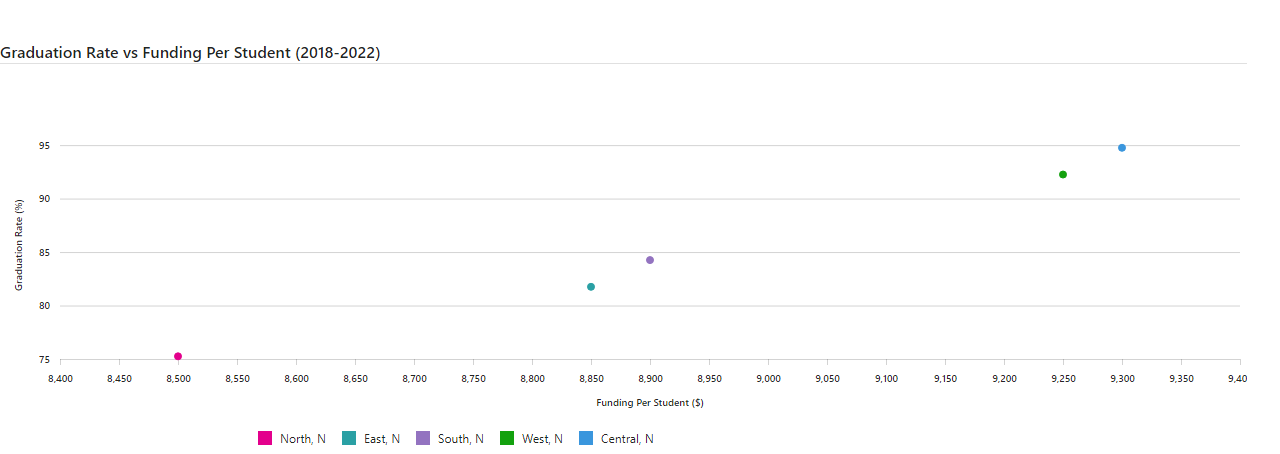 Graduation Rate vs Funding Per Student (2018-2022)
95
90
85
80
75
Graduation Rate (%)
8,400 8,450 8,500 8,550 8,600 8,650 8,700 8,750 8,800 8,850 8,900 8,950 9,000 9,050 9,100 9,150 9,200 9,250 9,300 9,350 9,40
Funding Per Student ($)
North, N East, N South, N West, N Central, N